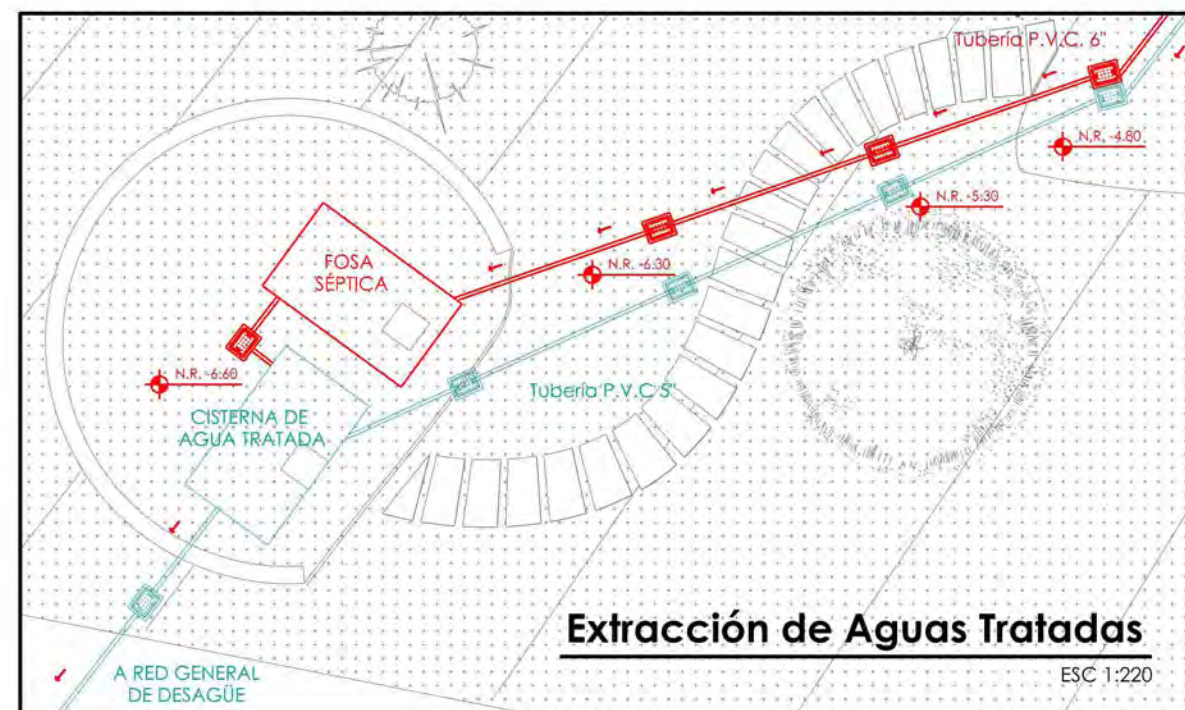 Tubería P.V.C. 6"
N.R. -4.80
N.R. -5:30
FOSA
SÉPTICA
N.R. -6:30
N.R. -6:60
Tubería P.V.C 5"
CISTERNA DE
AGUA TRATADA
Extracción de Aguas Tratadas
ESC 1:220
A RED GENERAL
DE DESAGÜE